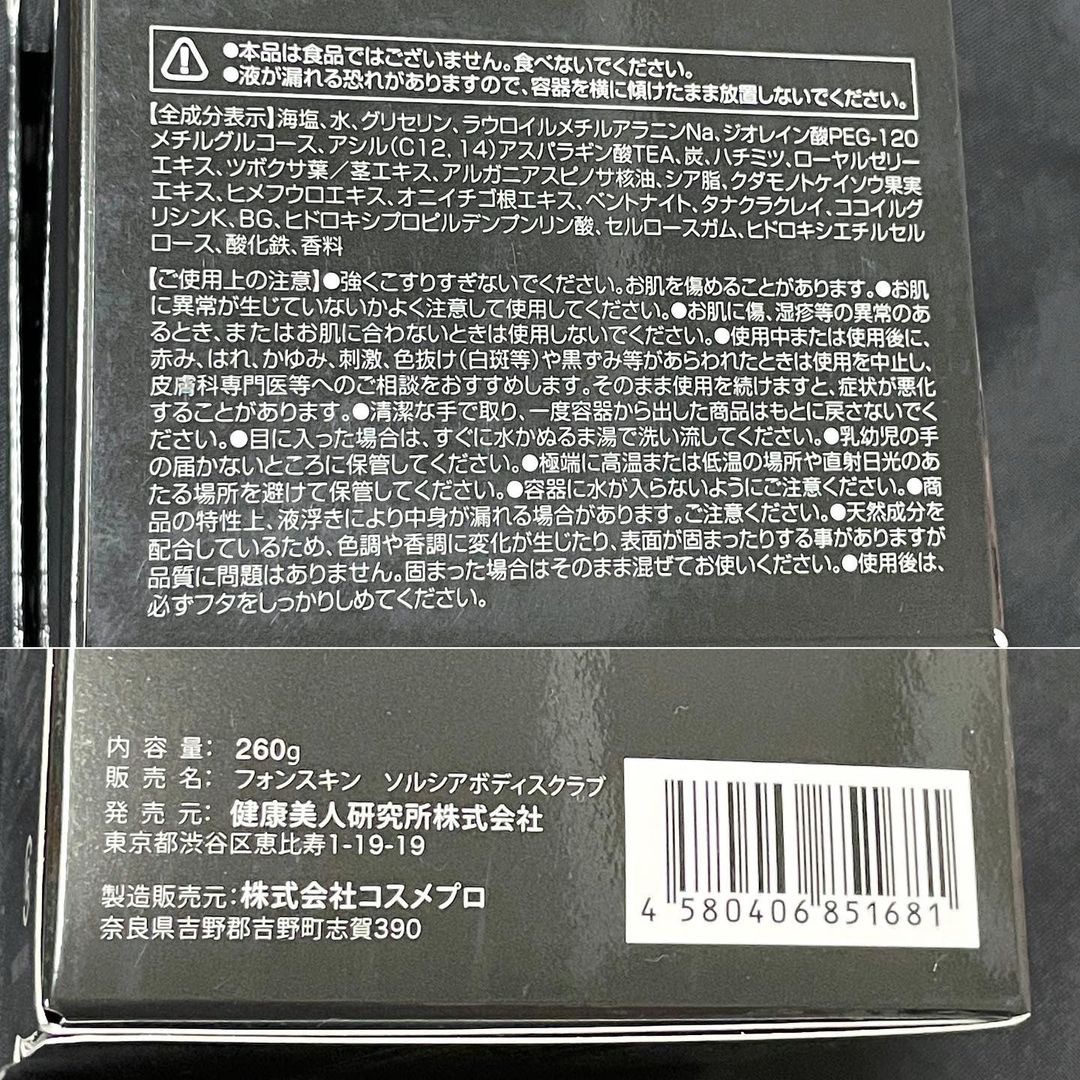 ●本品は食品ではございません。食べないでください。
●液が漏れる恐れがありますので、容器を横に傾けたまま放置しないでください。
【全成分表示】海塩、水、グリセリン、ラウロイルメチルアラニンNa、ジオレイン酸PEG-120
メチルグルコース、アシル(C12,14)アスパラギン酸TEA、炭、ハチミツ、ローヤルゼリー
エキス、ツボクサ葉/茎エキス、アルガニアスピノサ核油、シア脂、クダモノトケイソウ果実
エキス、ヒメフウロエキス、オニイチゴ根エキス、ベントナイト、タナクラクレイ、ココイルグ
リシンK、BG、ヒドロキシプロピルデンプンリン酸、セルロースガム、ヒドロキシエチルセル
ロース、酸化鉄、香料
【ご使用上の注意】●強くこすりすぎないでください。お肌を傷めることがあります。●お肌
に異常が生じていないかよく注意して使用してください。●お肌に傷、湿疹等の異常のあ
るとき、またはお肌に合わないときは使用しないでください。●使用中または使用後に、
赤み、はれ、かゆみ、刺激、色抜け(白斑等)や黒ずみ等があらわれたときは使用を中止し、
皮膚科専門医等へのご相談をおすすめします。そのまま使用を続けますと、症状が悪化
することがあります。●清潔な手で取り、一度容器から出した商品はもとに戻さないでく
ださい。●目に入った場合は、すぐに水かぬるま湯で洗い流してください。●乳幼児の手
の届かないところに保管してください。●極端に高温または低温の場所や直射日光のあ
たる場所を避けて保管してください。●容器に水が入らないようにご注意ください。●商
品の特性上、液浮きにより中身が漏れる場合があります。ご注意ください。●天然成分を
配合しているため、色調や香調に変化が生じたり、表面が固まったりする事がありますが
品質に問題はありません。固まった場合はそのまま混ぜてお使いください。●使用後は、
必ずフタをしっかりしめてください。
内容量: 260g
販売名: フォンスキン ソルシアボディスクラブ
発売元: 健康美人研究所株式会社
東京都渋谷区恵比寿1-19-19
製造販売元:株式会社コスメプロ
奈良県吉野郡吉野町志賀390
4 580406 851681